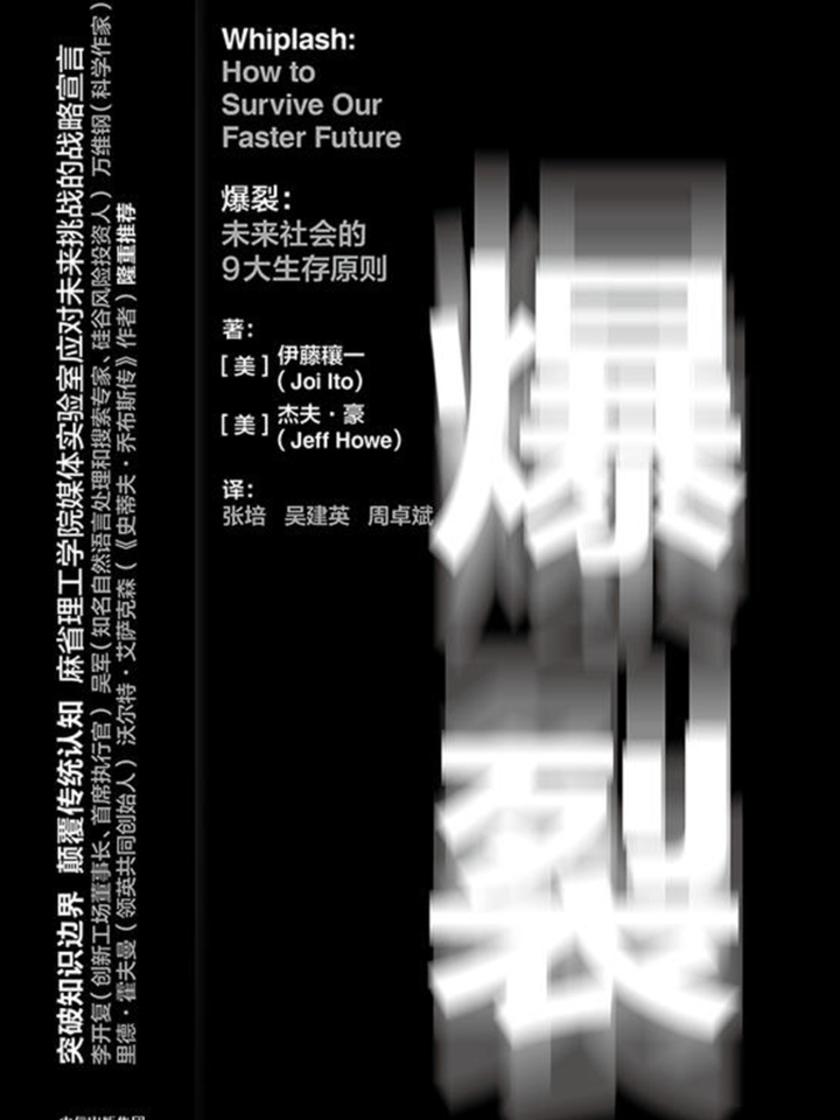 Whiplash:
How to
Survive Our
Faster Future
爆裂：
未来社会的
9大生存原则
著：
[ 美 ] 伊藤穰一
（Joi Ito）
[ 美 ] 杰夫·豪
（Jeff Howe）
译：
张培 吴建英 周卓斌
爆
裂
突破知识边界 颠覆传统认知 麻省理工学院媒体实验室应对未来挑战的战略宣言
李开复（创新工场董事长、首席执行官） 吴军（知名自然语言处理和搜索专家、硅谷风险投资人） 万维钢（科学作家）
里德·霍夫曼（领英共同创始人） 沃尔特·艾萨克森（《史蒂夫·乔布斯传》作者）隆重推荐